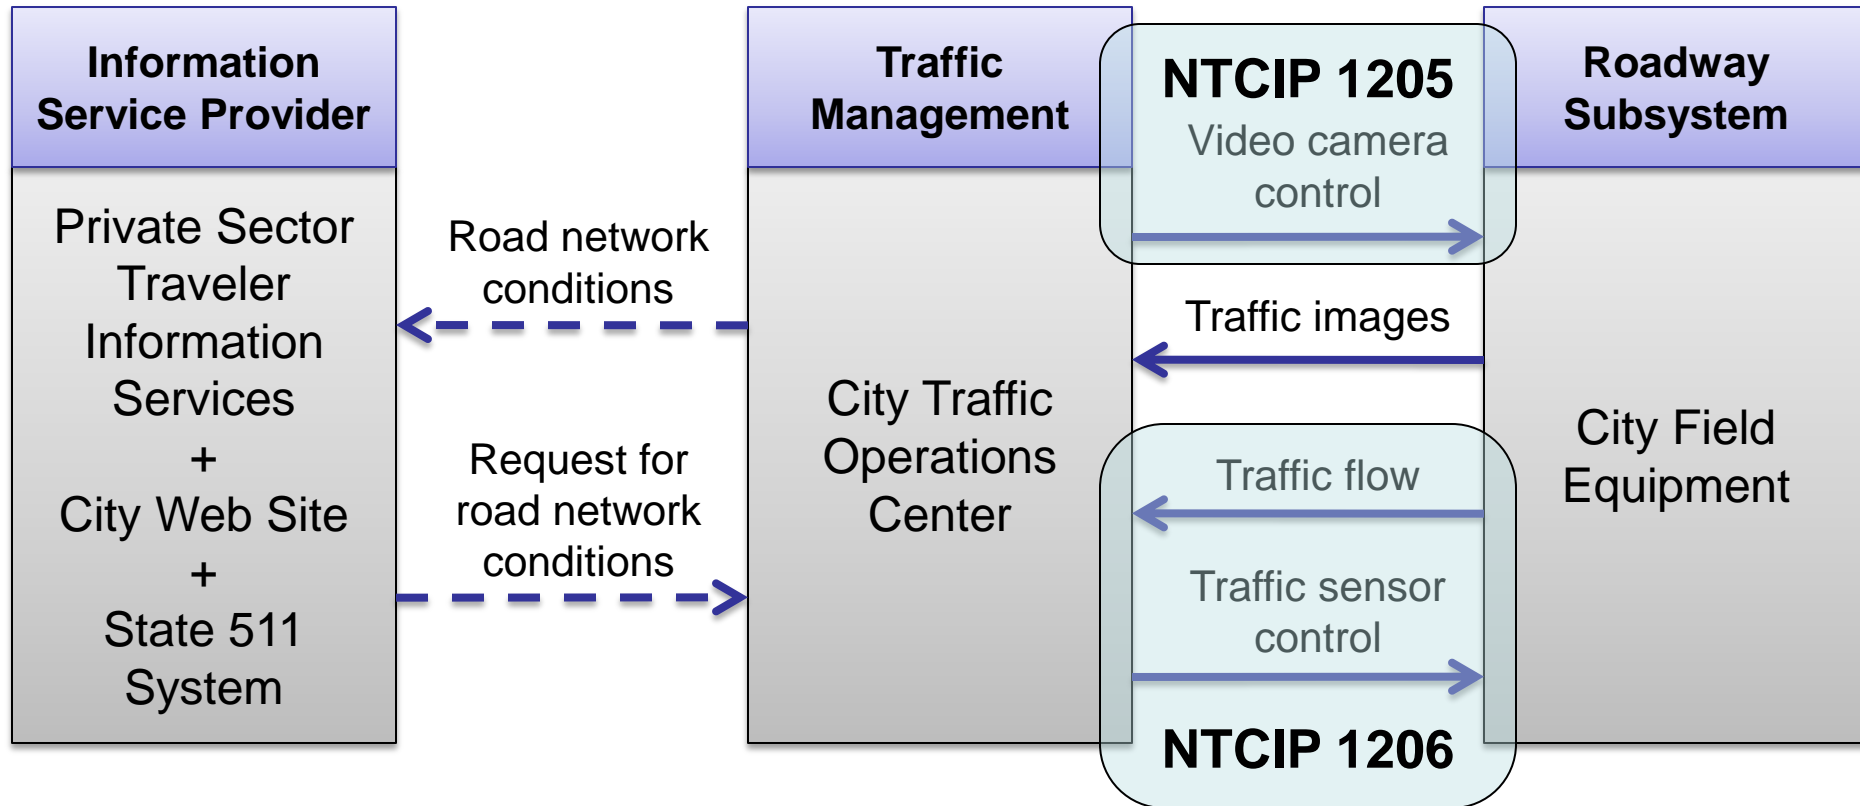 Information
Service Provider
Private Sector
Traveler
Information
Services
+
City Web Site
+
State 511
System
Road network
conditions
Request for
road network
conditions
Traffic
Management
City Traffic
Operations
Center
NTCIP 1205
Video camera
control
Traffic images
Traffic flow
Traffic sensor
control
NTCIP 1206
Roadway
Subsystem
City Field
Equipment